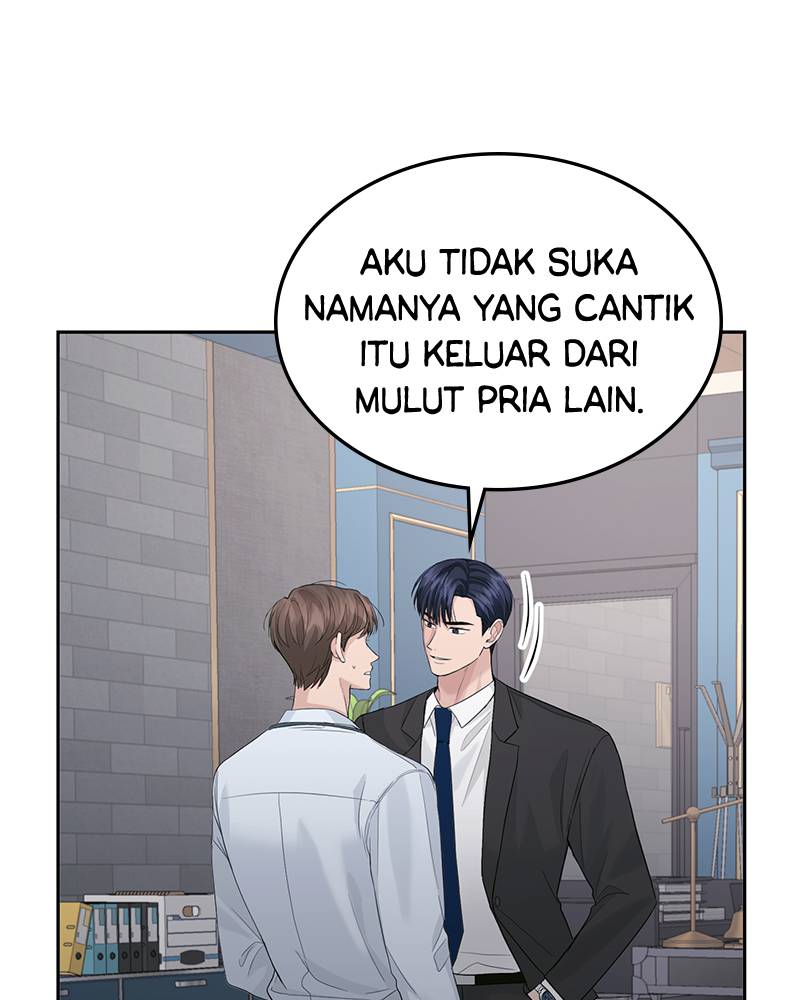 AKU TIDAK SUKA
NAMANYA YANG CANTIK
ITU KELUAR DARI
MULUT PRIA LAIN.